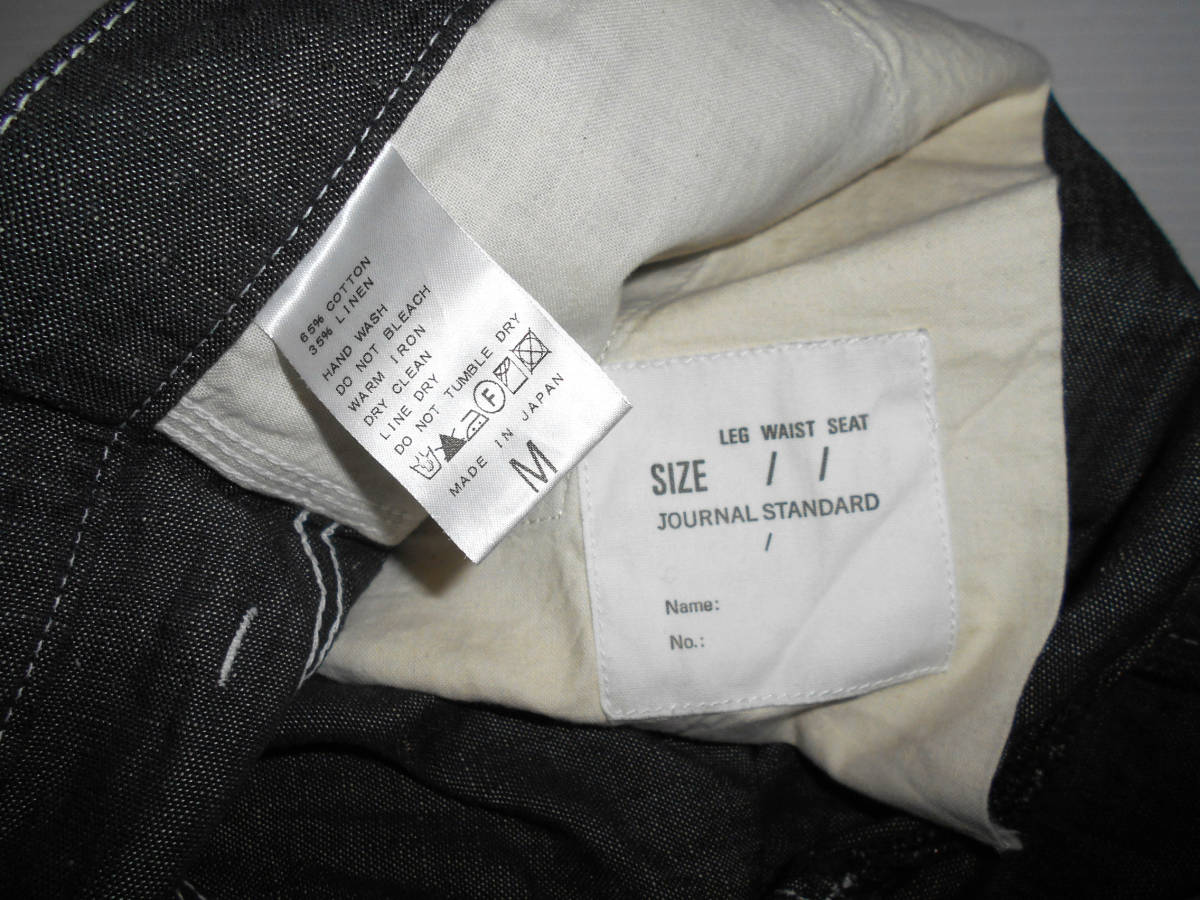 65% COTTON
35% LINEN
HAND WASH
DO NOT BLEACH
WARM IRON
DRY CLEAN
LINE DRY
DO NOT TUMBLE DRY
F
MADE IN JAPAN
M
LEG WAIST SEAT
SIZE / /
JOURNAL STANDARD
/
Name:
No.: